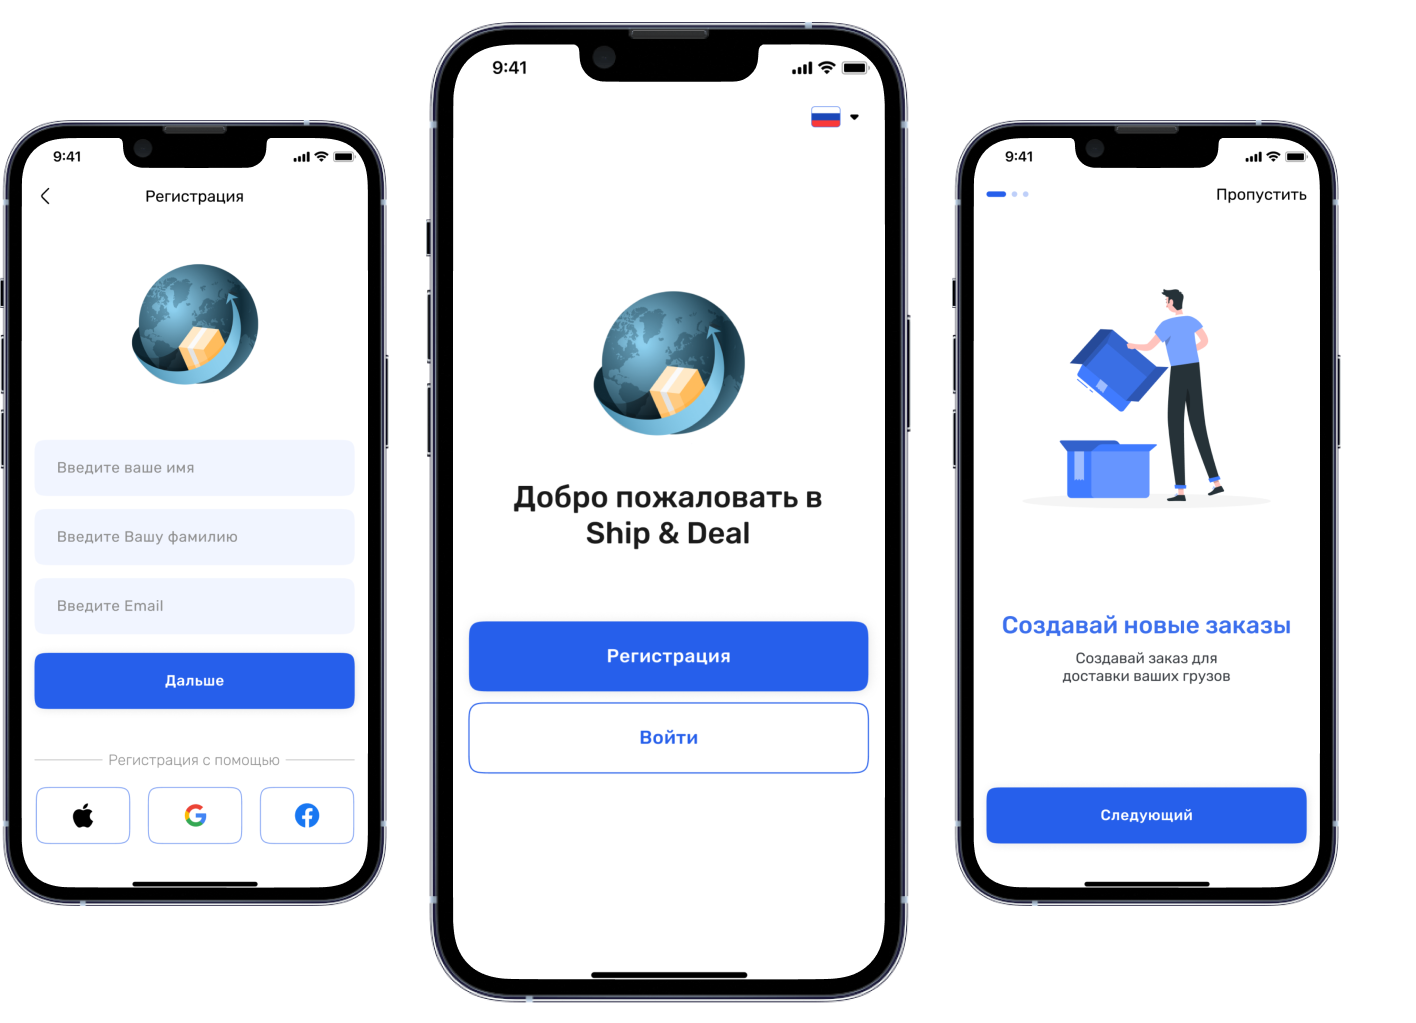 9:41
Регистрация
Введите ваше имя
Введите Вашу фамилию
Введите Email
Дальше
Регистрация с помощью
9:41
Добро пожаловать в
Ship & Deal
Регистрация
Войти
9:41
Пропустить
Создавай новые заказы
Создавай заказ для
доставки ваших грузов
Следующий